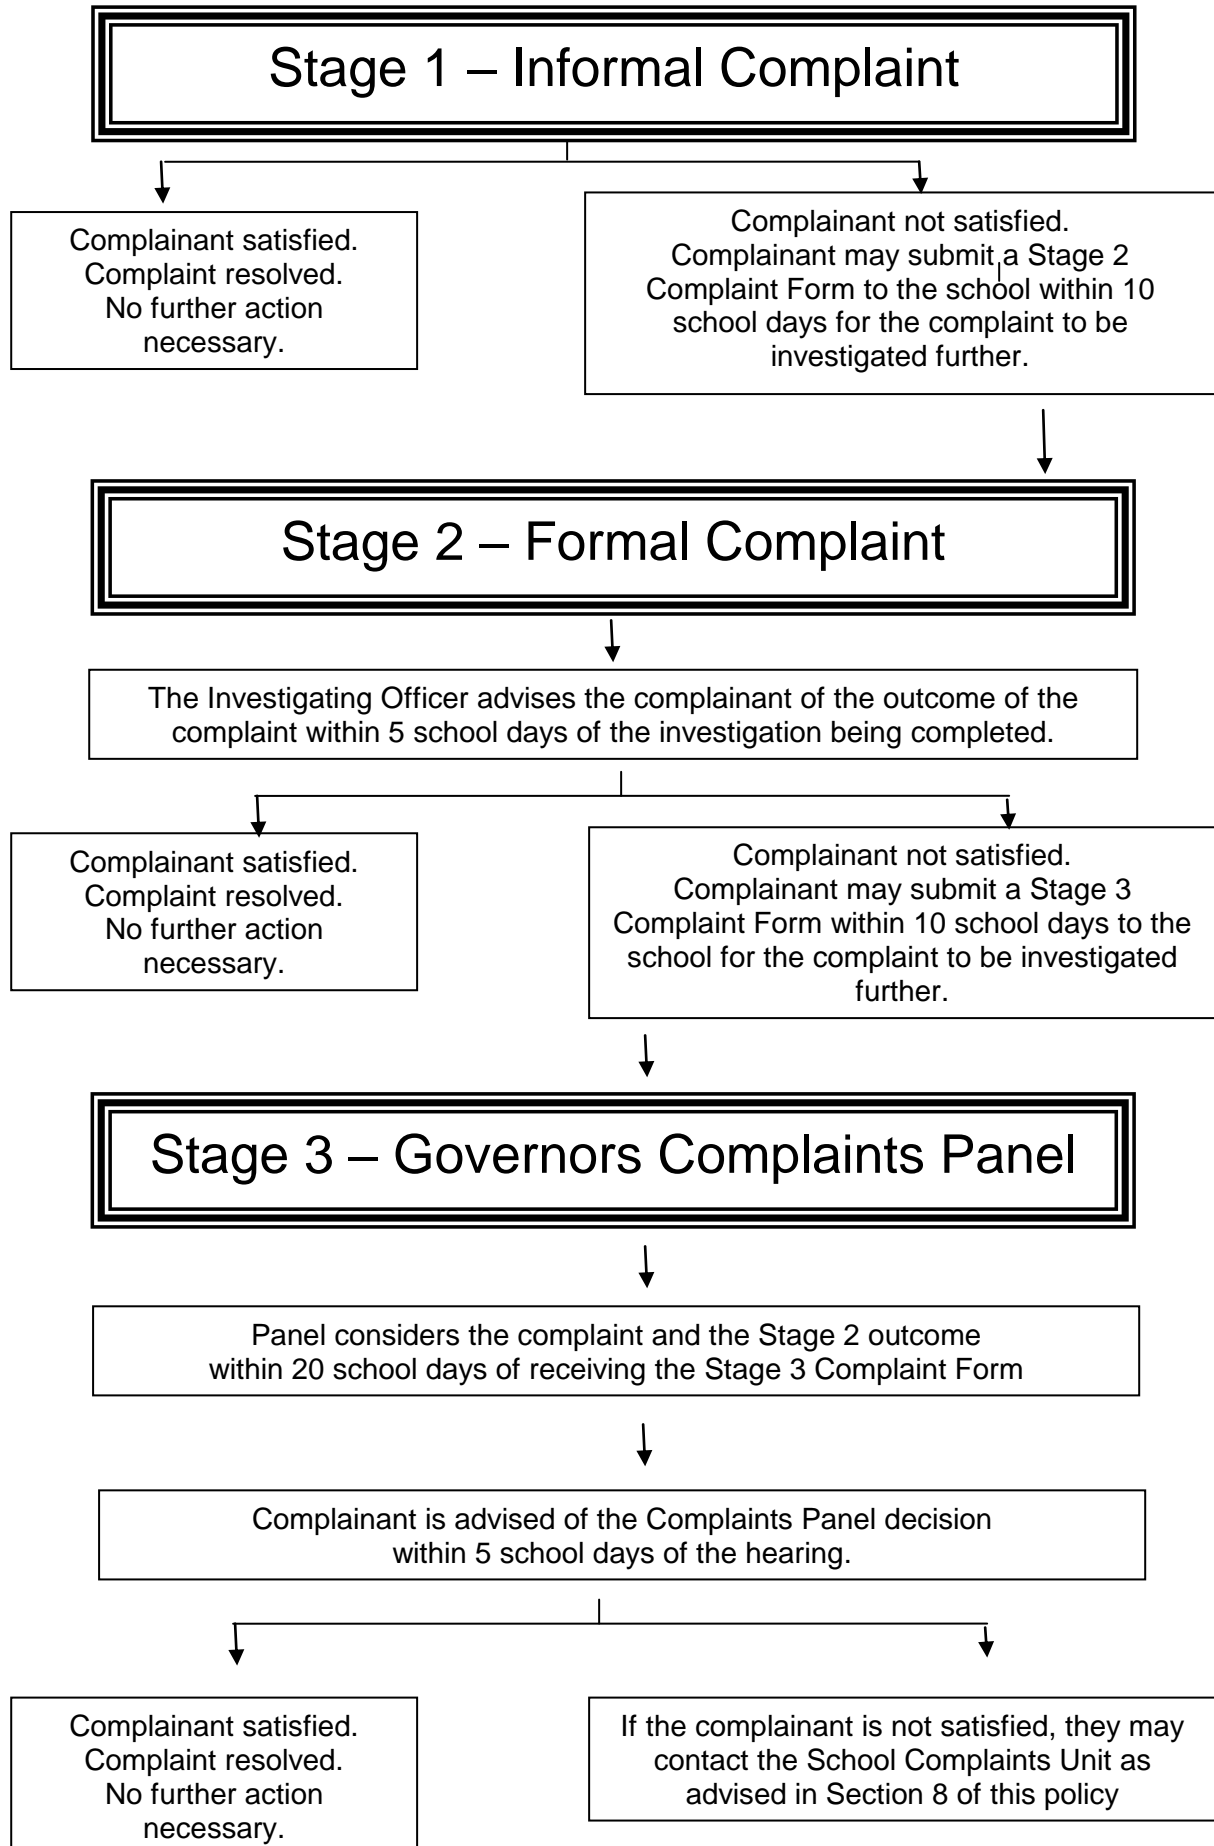 Stage 1 – Informal Complaint
Complainant satisfied.
Complaint resolved.
No further action
necessary.
Complainant not satisfied.
Complainant may submit a Stage 2
Complaint Form to the school within 10
school days for the complaint to be
investigated further.
Stage 2 – Formal Complaint
The Investigating Officer advises the complainant of the outcome of the
complaint within 5 school days of the investigation being completed.
Complainant satisfied.
Complaint resolved.
No further action
necessary.
Complainant not satisfied.
Complainant may submit a Stage 3
Complaint Form within 10 school days to the
school for the complaint to be investigated
further.
Stage 3 – Governors Complaints Panel
Panel considers the complaint and the Stage 2 outcome
within 20 school days of receiving the Stage 3 Complaint Form
Complainant is advised of the Complaints Panel decision
within 5 school days of the hearing.
Complainant satisfied.
Complaint resolved.
No further action
necessary.
If the complainant is not satisfied, they may
contact the School Complaints Unit as
advised in Section 8 of this policy